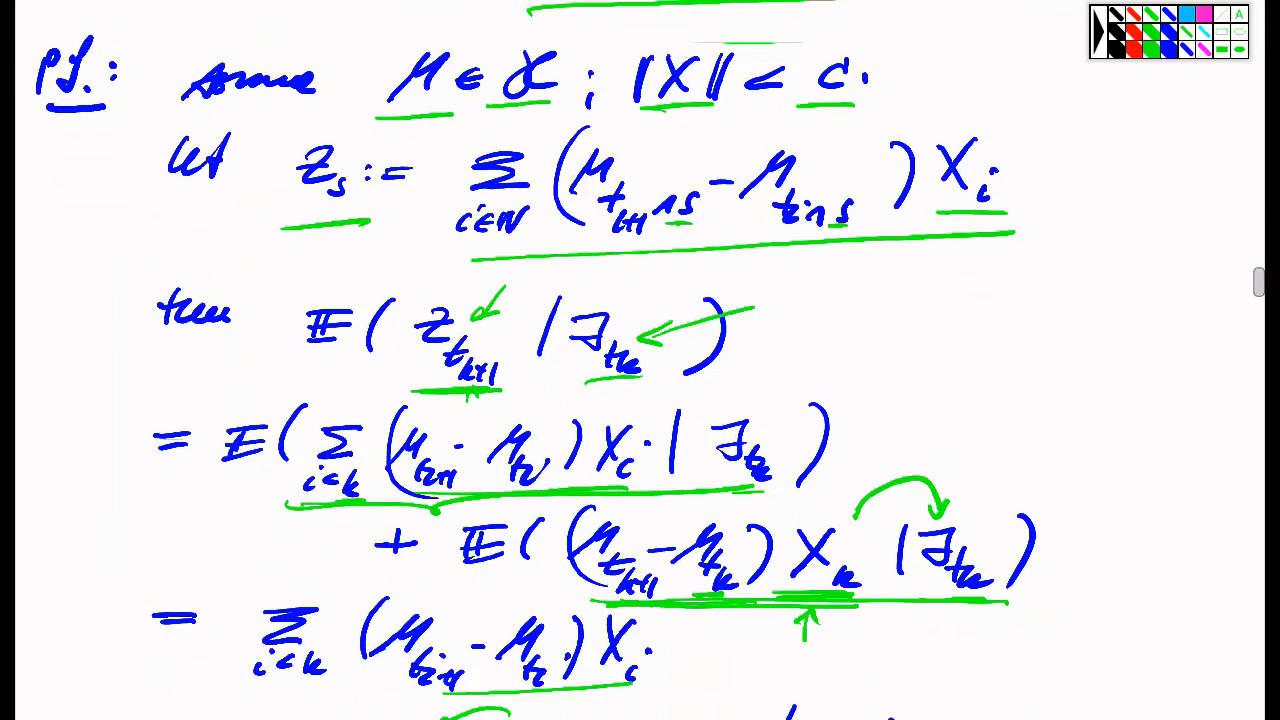 Pf.: Assume M ∈ ℋ ; ‖X‖ < c.
let Z_s := Σ_{i∈ℕ} (M_{t_{i+1}∧s} - M_{t_i∧s}) X_i
then 𝔼( Z_{t_{k+1}} | ℱ_{t_k} )
= 𝔼( Σ_{i<k} (M_{t_{i+1}} - M_{t_i}) X_i | ℱ_{t_k} )
+ 𝔼( (M_{t_{k+1}} - M_{t_k}) X_k | ℱ_{t_k} )
= Σ_{i<k} (M_{t_{i+1}} - M_{t_i}) X_i